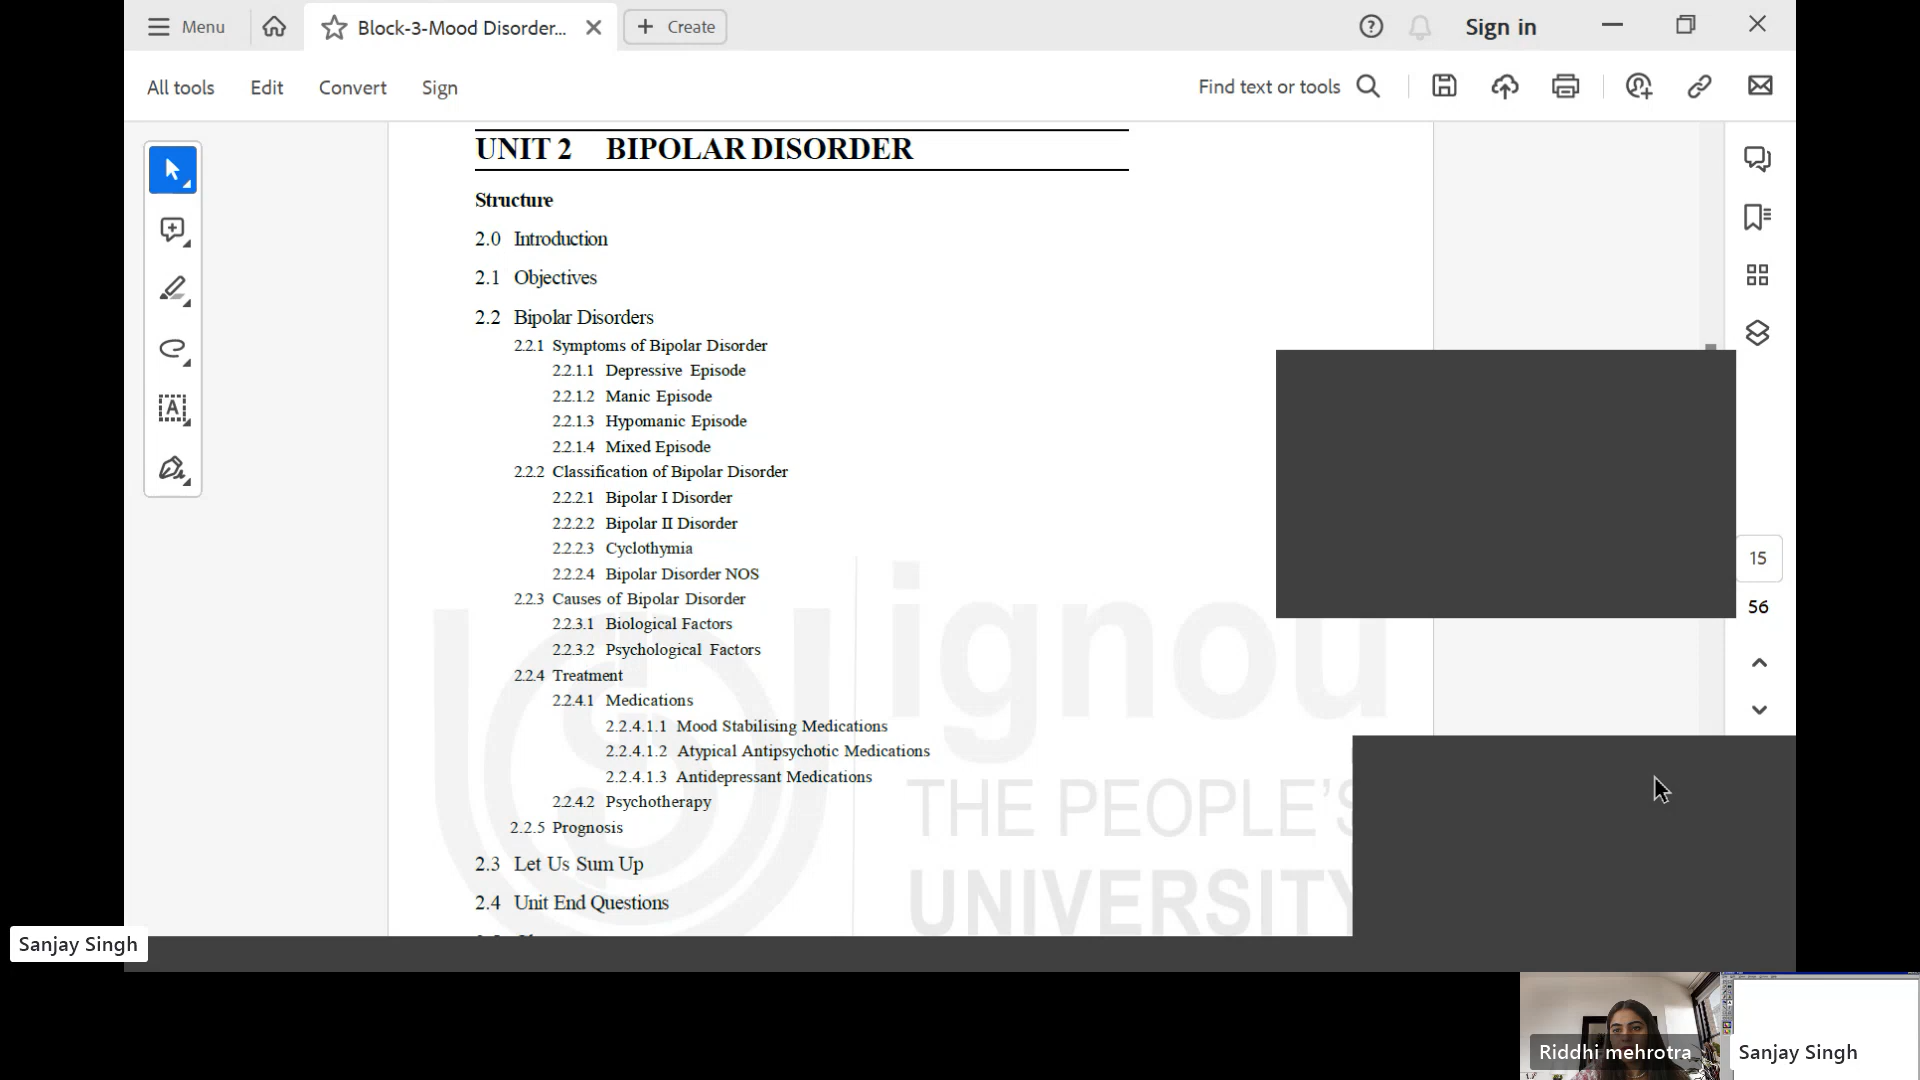 Menu
Block-3-Mood Disorder...
Create
Sign in
All tools
Edit
Convert
Sign
Find text or tools
UNIT 2 BIPOLAR DISORDER
Structure
2.0 Introduction
2.1 Objectives
2.2 Bipolar Disorders
2.2.1 Symptoms of Bipolar Disorder
2.2.1.1 Depressive Episode
2.2.1.2 Manic Episode
2.2.1.3 Hypomanic Episode
2.2.1.4 Mixed Episode
2.2.2 Classification of Bipolar Disorder
2.2.2.1 Bipolar I Disorder
2.2.2.2 Bipolar II Disorder
2.2.2.3 Cyclothymia
2.2.2.4 Bipolar Disorder NOS
2.2.3 Causes of Bipolar Disorder
2.2.3.1 Biological Factors
2.2.3.2 Psychological Factors
2.2.4 Treatment
2.2.4.1 Medications
2.2.4.1.1 Mood Stabilising Medications
2.2.4.1.2 Atypical Antipsychotic Medications
2.2.4.1.3 Antidepressant Medications
2.2.4.2 Psychotherapy
2.2.5 Prognosis
2.3 Let Us Sum Up
2.4 Unit End Questions
ignou
THE PEOPLE'S
UNIVERSITY
15
56
Sanjay Singh
Riddhi mehrotra
Sanjay Singh